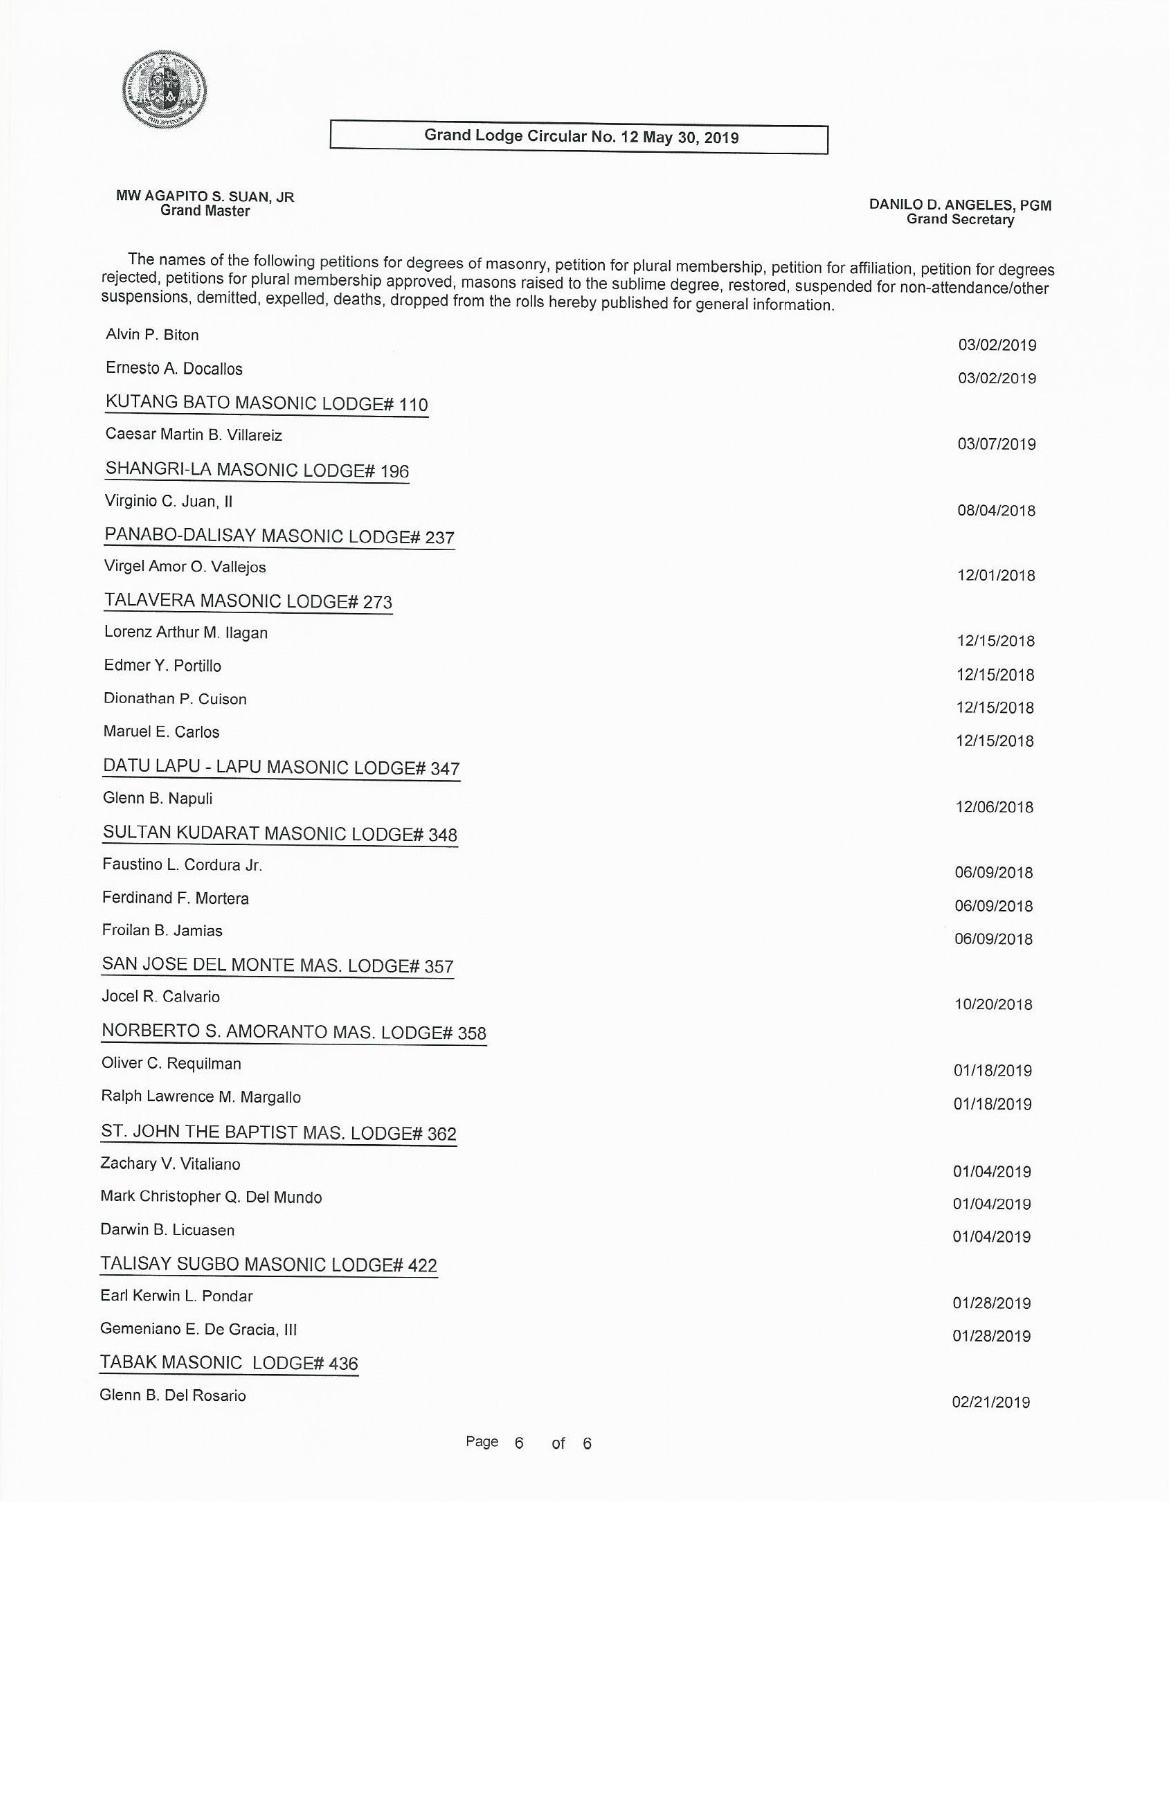 Grand Lodge Circular No. 12 May 30, 2019
MW AGAPITO S. SUAN, JR
Grand Master
DANILO D. ANGELES, PGM
Grand Secretary
The names of the following petitions for degrees of masonry, petition for plural membership, petition for affiliation, petition for degrees
rejected, petitions for plural membership approved, masons raised to the sublime degree, restored, suspended for non-attendance/other
suspensions, demitted, expelled, deaths, dropped from the rolls hereby published for general information.
Alvin P. Biton 03/02/2019
Ernesto A. Docallos 03/02/2019
KUTANG BATO MASONIC LODGE# 110
Caesar Martin B. Villareiz 03/07/2019
SHANGRI-LA MASONIC LODGE# 196
Virginio C. Juan, II 08/04/2018
PANABO-DALISAY MASONIC LODGE# 237
Virgel Amor O. Vallejos 12/01/2018
TALAVERA MASONIC LODGE# 273
Lorenz Arthur M. Ilagan 12/15/2018
Edmer Y. Portillo 12/15/2018
Dionathan P. Cuison 12/15/2018
Maruel E. Carlos 12/15/2018
DATU LAPU - LAPU MASONIC LODGE# 347
Glenn B. Napuli 12/06/2018
SULTAN KUDARAT MASONIC LODGE# 348
Faustino L. Cordura Jr. 06/09/2018
Ferdinand F. Mortera 06/09/2018
Froilan B. Jamias 06/09/2018
SAN JOSE DEL MONTE MAS. LODGE# 357
Jocel R. Calvario 10/20/2018
NORBERTO S. AMORANTO MAS. LODGE# 358
Oliver C. Requilman 01/18/2019
Ralph Lawrence M. Margallo 01/18/2019
ST. JOHN THE BAPTIST MAS. LODGE# 362
Zachary V. Vitaliano 01/04/2019
Mark Christopher Q. Del Mundo 01/04/2019
Darwin B. Licuasen 01/04/2019
TALISAY SUGBO MASONIC LODGE# 422
Earl Kerwin L. Pondar 01/28/2019
Gemeniano E. De Gracia, III 01/28/2019
TABAK MASONIC LODGE# 436
Glenn B. Del Rosario 02/21/2019
Page 6 of 6